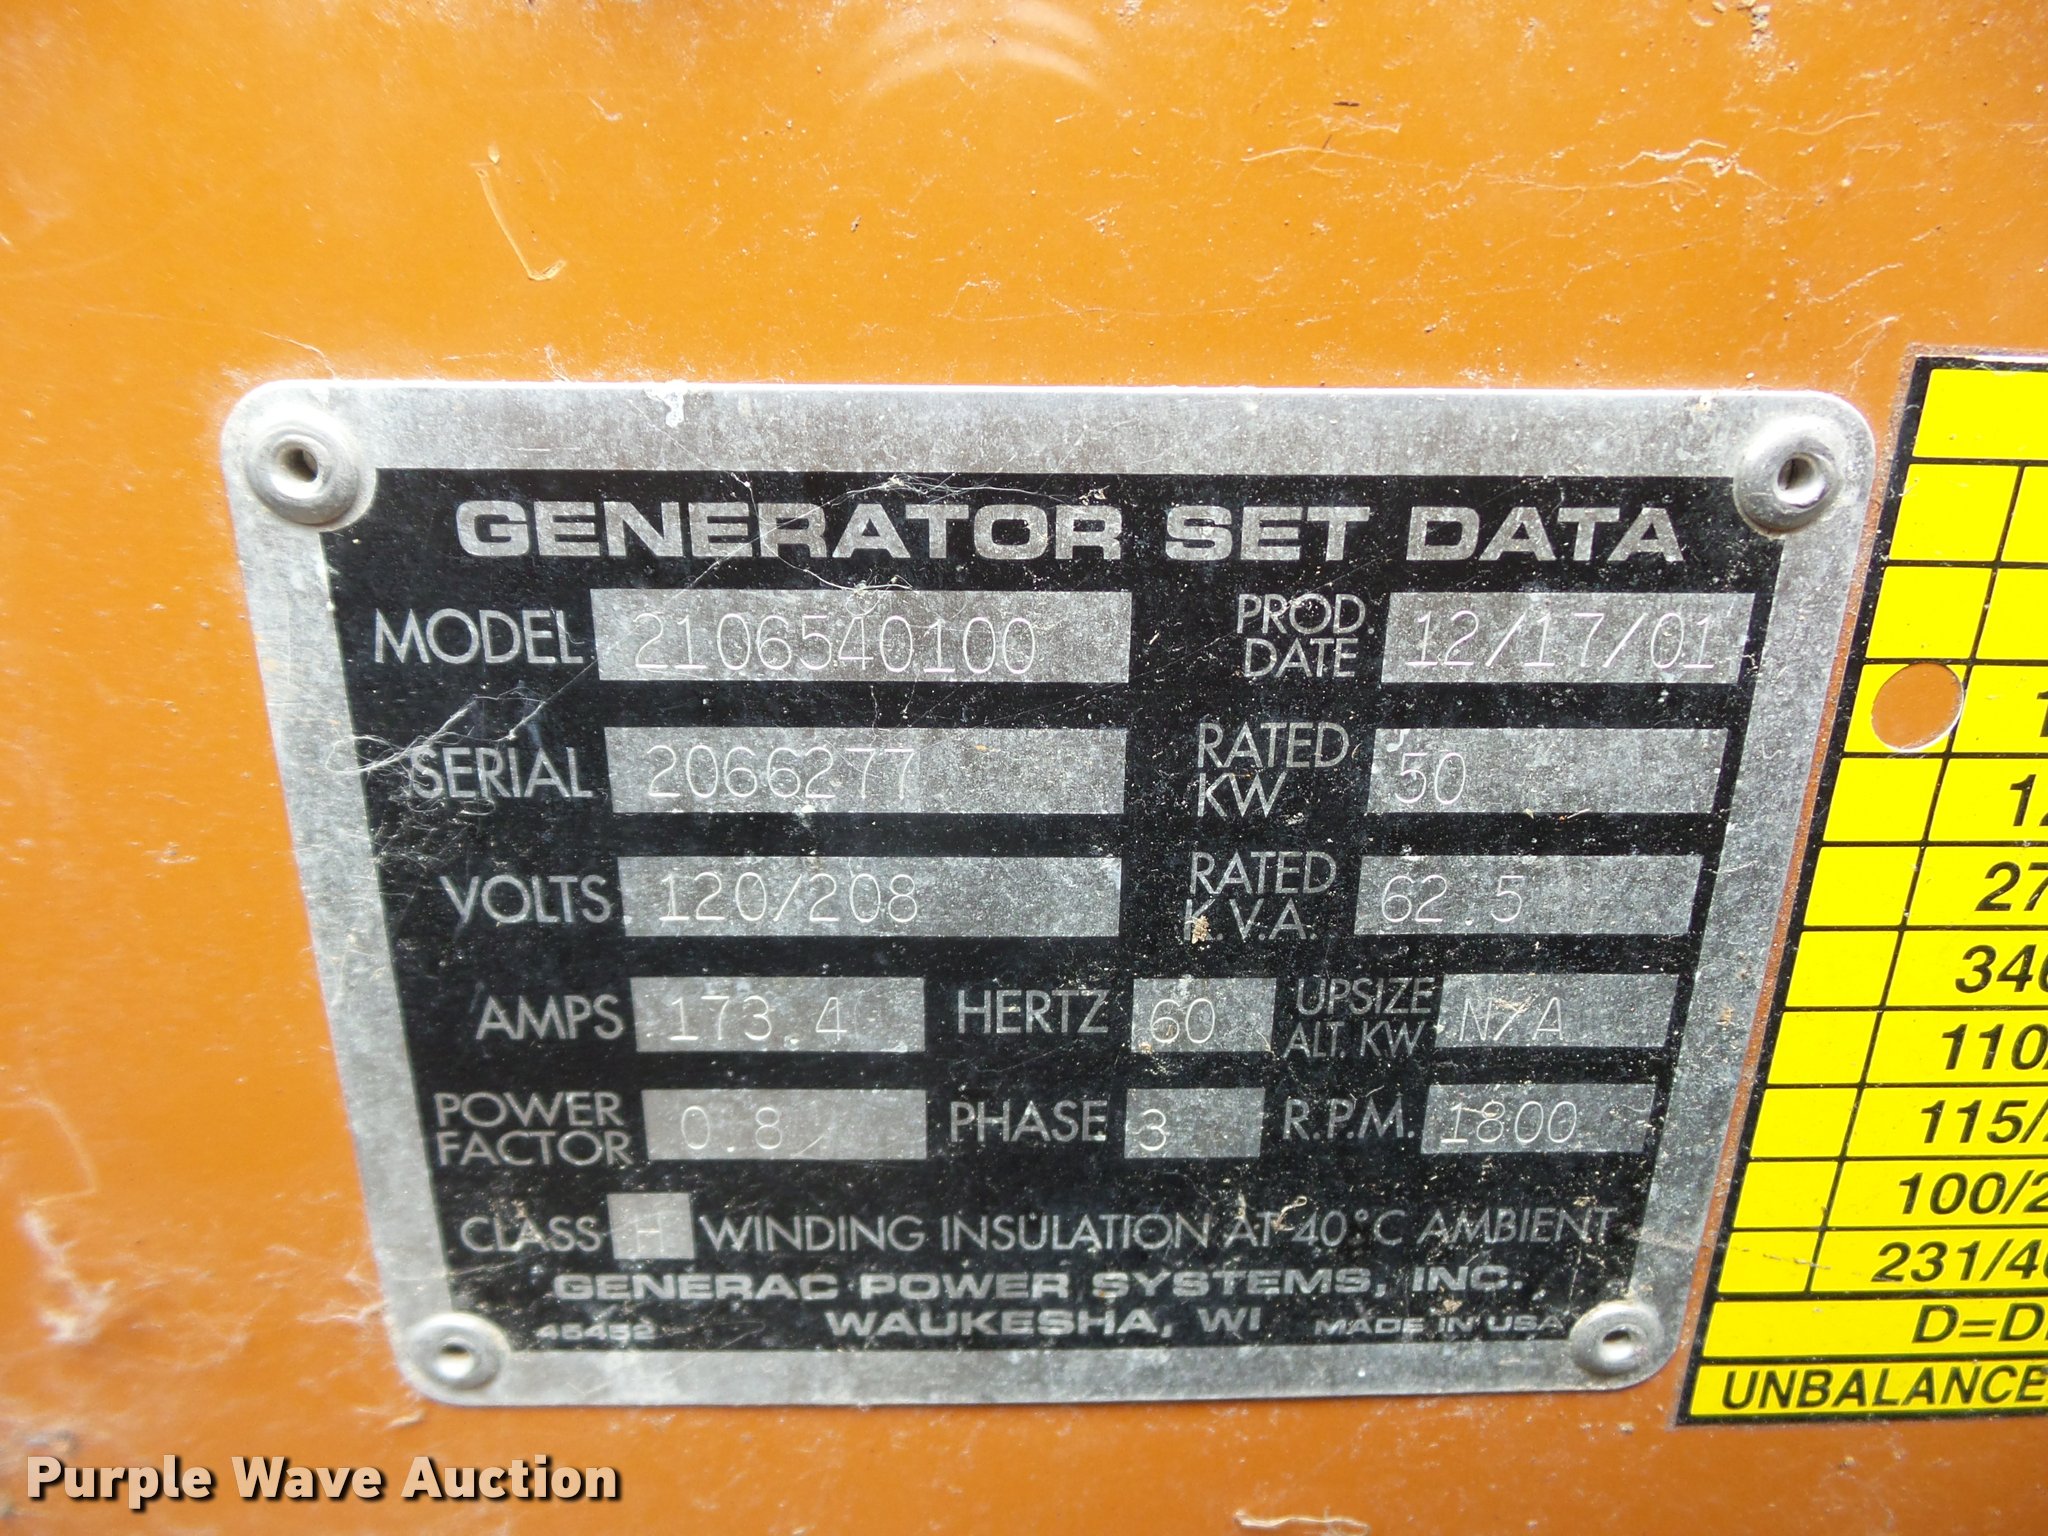 GENERATOR SET DATA
MODEL 2106540100 PROD. DATE 12/17/01
SERIAL 2066277 RATED KW 50
VOLTS 120/208 RATED K.V.A. 62.5
AMPS 173.4 HERTZ 60 UPSIZE ALT. KW N/A
POWER FACTOR 0.8 PHASE 3 R.P.M. 1800
CLASS H WINDING INSULATION AT 40°C AMBIENT
GENERAC POWER SYSTEMS, INC.
WAUKESHA, WI
45452 MADE IN USA
110/
115/
100/2
231/4
D=D
UNBALANCE
Purple Wave Auction